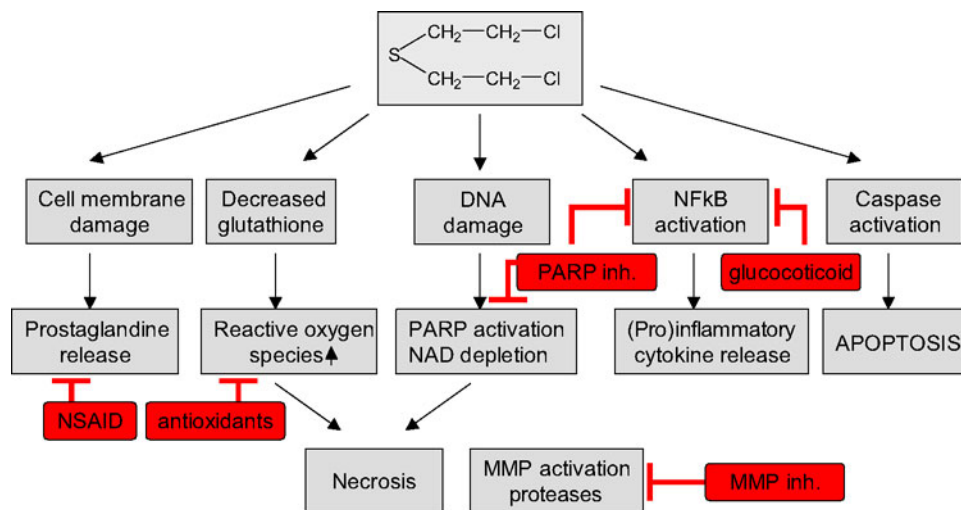 CH₂—CH₂—Cl
S
CH₂—CH₂—Cl
Cell membrane
damage
Decreased
glutathione
DNA
damage
NFkB
activation
Caspase
activation
PARP inh.
glucocoticoid
Prostaglandine
release
Reactive oxygen
species
PARP activation
NAD depletion
(Pro)inflammatory
cytokine release
APOPTOSIS
NSAID
antioxidants
Necrosis
MMP activation
proteases
MMP inh.